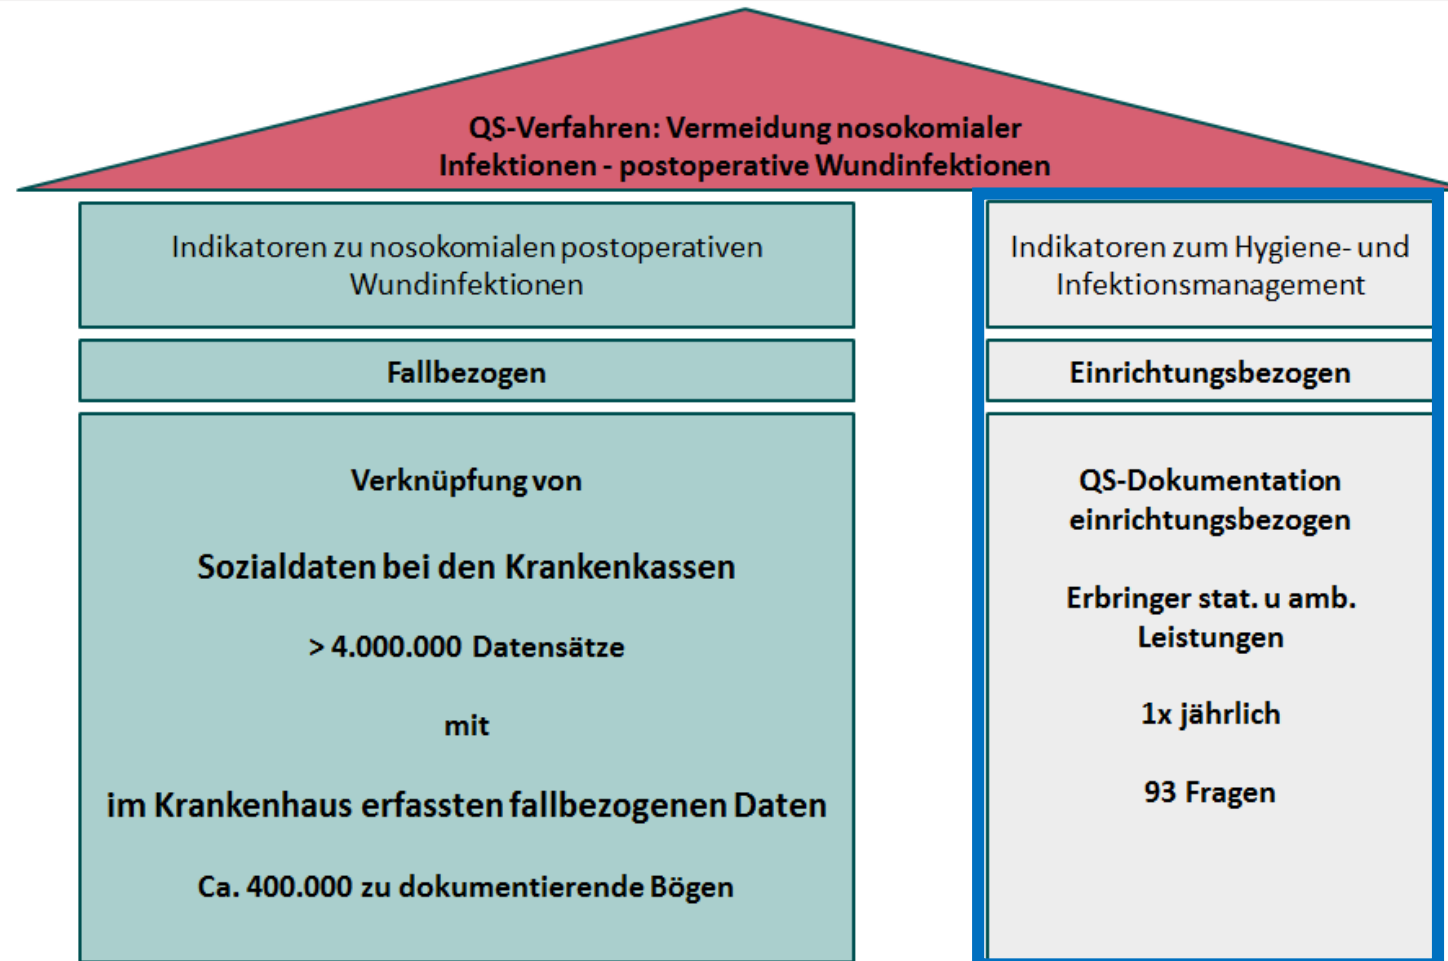 QS-Verfahren: Vermeidung nosokomialer
Infektionen - postoperative Wundinfektionen
Indikatoren zu nosokomialen postoperativen
Wundinfektionen
Fallbezogen
Verknüpfung von
Sozialdaten bei den Krankenkassen
> 4.000.000 Datensätze
mit
im Krankenhaus erfassten fallbezogenen Daten
Ca. 400.000 zu dokumentierende Bögen
Indikatoren zum Hygiene- und
Infektionsmanagement
Einrichtungsbezogen
QS-Dokumentation
einrichtungsbezogen
Erbringer stat. u amb.
Leistungen
1x jährlich
93 Fragen